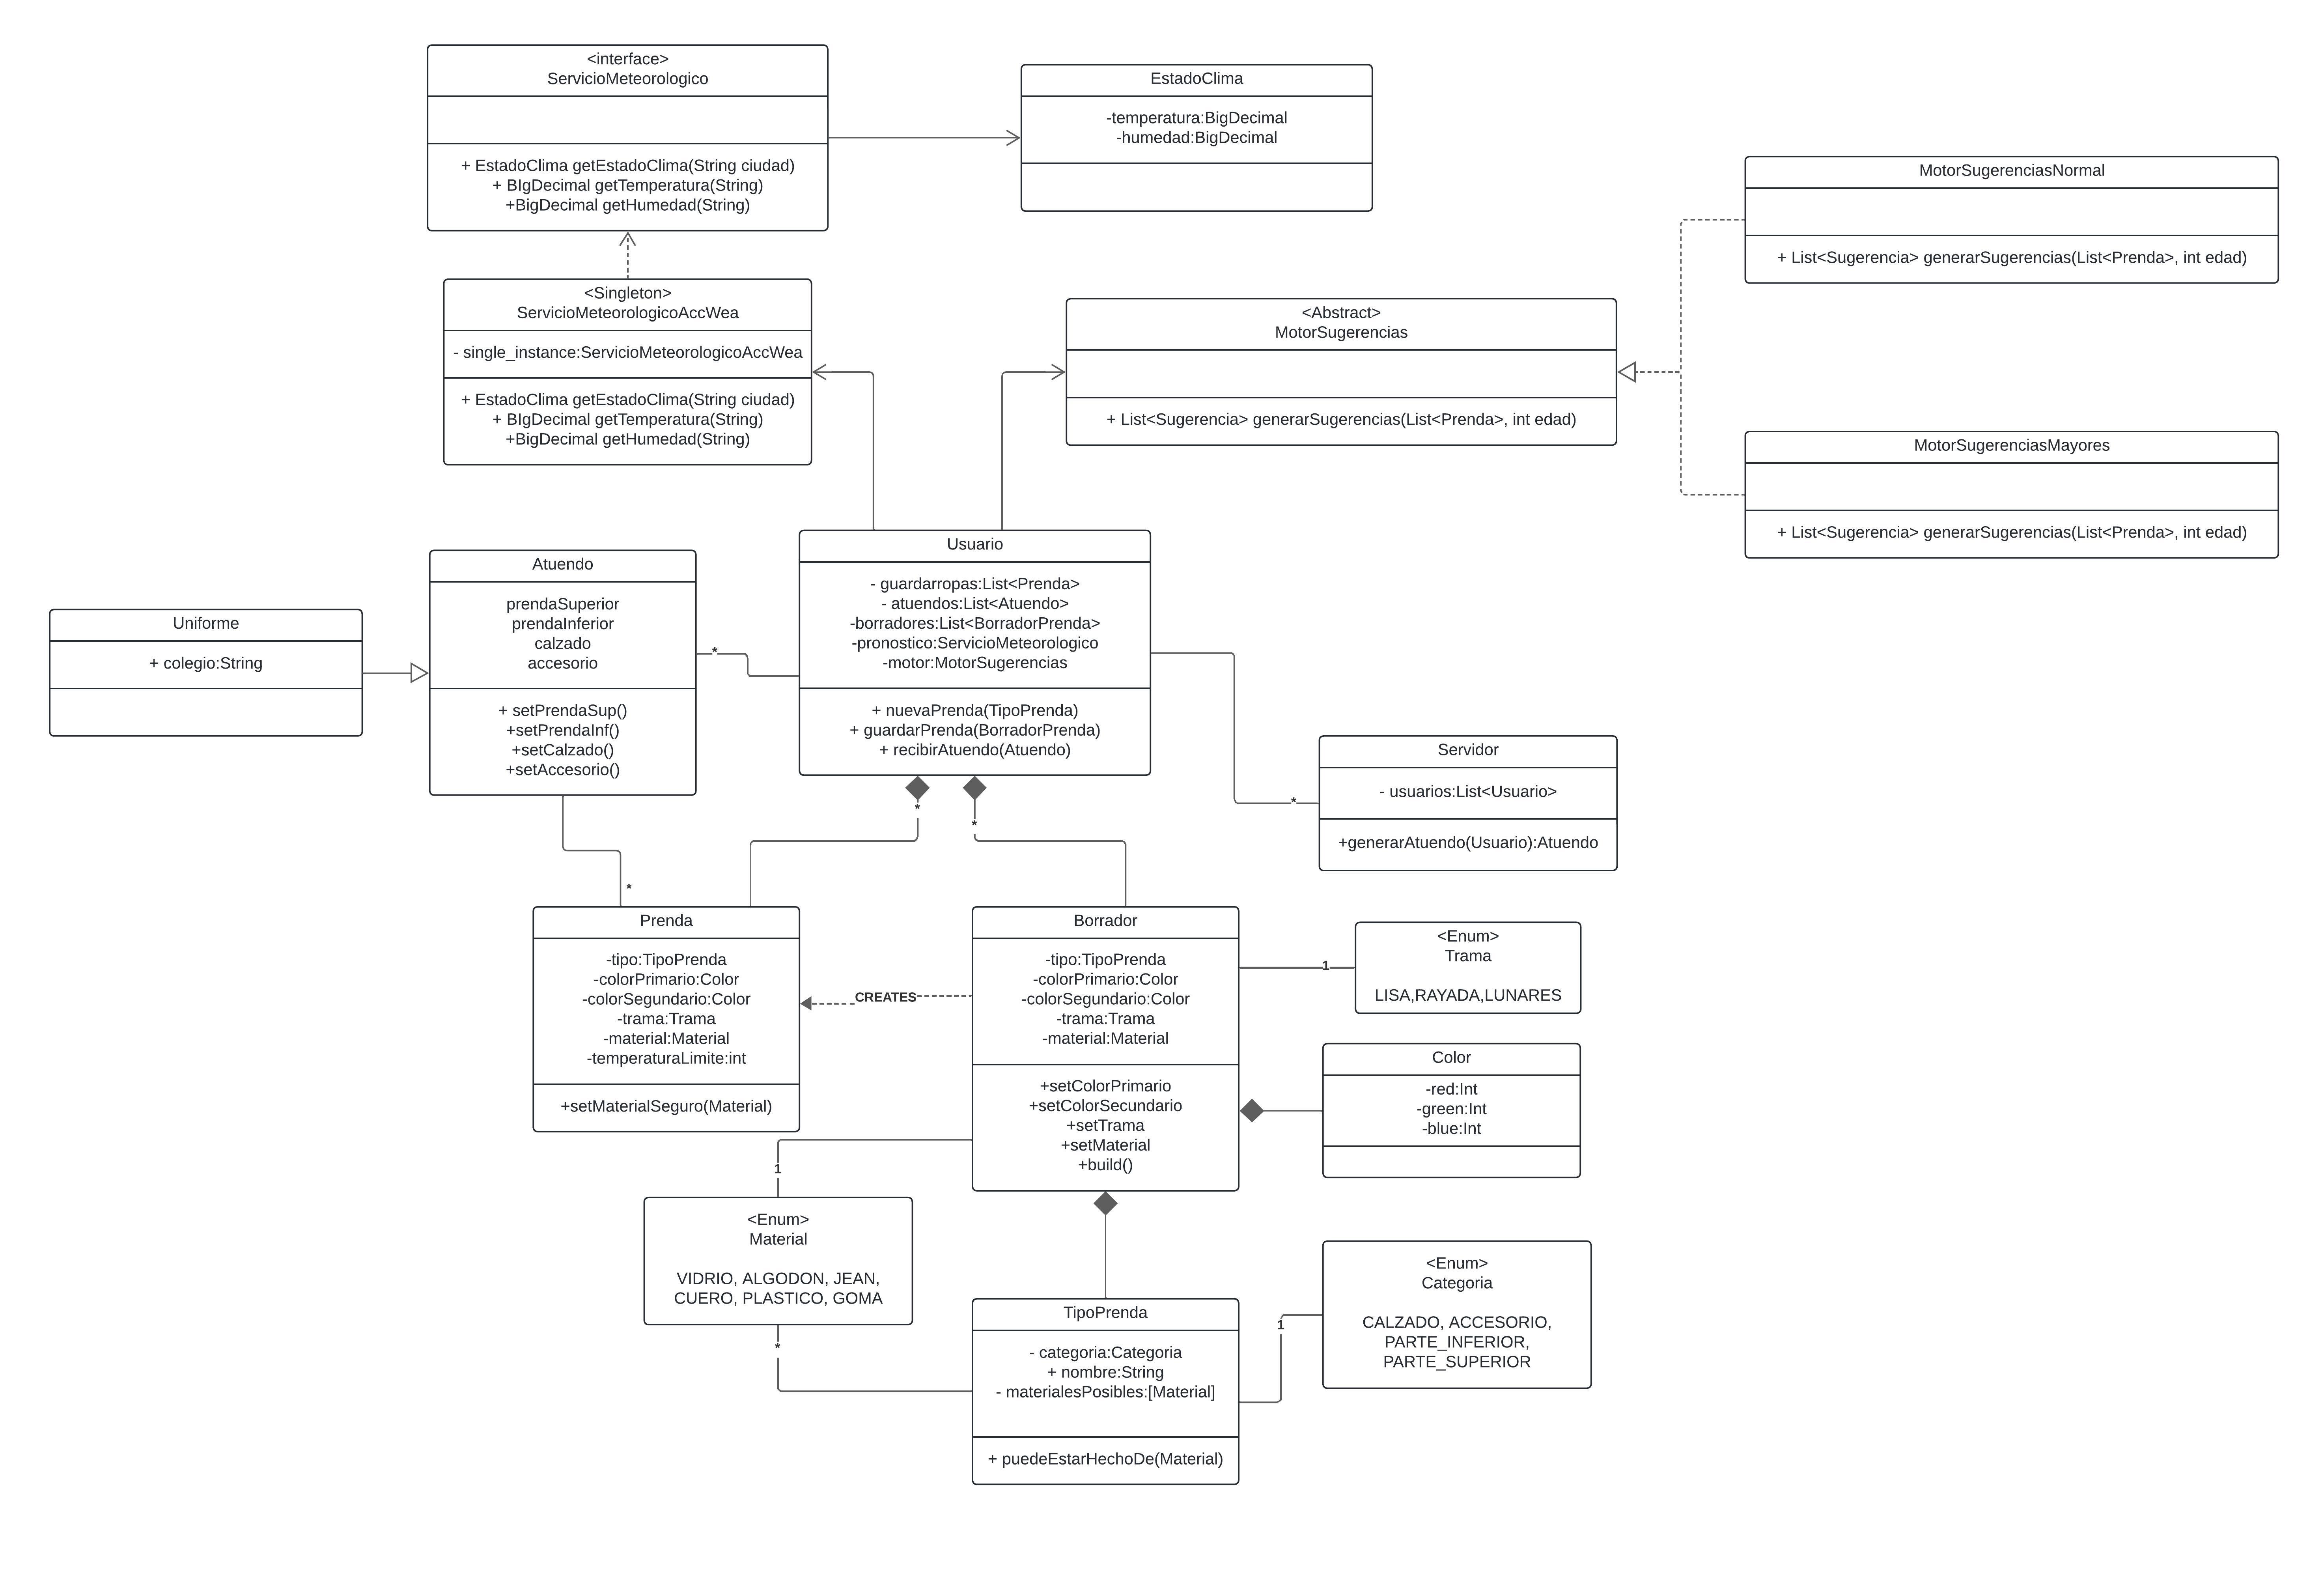 <interface>
ServicioMeteorologico
+ EstadoClima getEstadoClima(String ciudad)
+ BIgDecimal getTemperatura(String)
+BigDecimal getHumedad(String)
EstadoClima
-temperatura:BigDecimal
-humedad:BigDecimal
MotorSugerenciasNormal
+ List<Sugerencia> generarSugerencias(List<Prenda>, int edad)
<Singleton>
ServicioMeteorologicoAccWea
- single_instance:ServicioMeteorologicoAccWea
+ EstadoClima getEstadoClima(String ciudad)
+ BIgDecimal getTemperatura(String)
+BigDecimal getHumedad(String)
<Abstract>
MotorSugerencias
+ List<Sugerencia> generarSugerencias(List<Prenda>, int edad)
MotorSugerenciasMayores
+ List<Sugerencia> generarSugerencias(List<Prenda>, int edad)
Uniforme
+ colegio:String
Atuendo
prendaSuperior
prendaInferior
calzado
accesorio
+ setPrendaSup()
+setPrendaInf()
+setCalzado()
+setAccesorio()
*
Usuario
- guardarropas:List<Prenda>
- atuendos:List<Atuendo>
-borradores:List<BorradorPrenda>
-pronostico:ServicioMeteorologico
-motor:MotorSugerencias
+ nuevaPrenda(TipoPrenda)
+ guardarPrenda(BorradorPrenda)
+ recibirAtuendo(Atuendo)
*
Servidor
- usuarios:List<Usuario>
+generarAtuendo(Usuario):Atuendo
*
*
*
Prenda
-tipo:TipoPrenda
-colorPrimario:Color
-colorSegundario:Color
-trama:Trama
-material:Material
-temperaturaLimite:int
+setMaterialSeguro(Material)
CREATES
Borrador
-tipo:TipoPrenda
-colorPrimario:Color
-colorSegundario:Color
-trama:Trama
-material:Material
+setColorPrimario
+setColorSecundario
+setTrama
+setMaterial
+build()
1
<Enum>
Trama
LISA,RAYADA,LUNARES
Color
-red:Int
-green:Int
-blue:Int
1
<Enum>
Material
VIDRIO, ALGODON, JEAN,
CUERO, PLASTICO, GOMA
*
TipoPrenda
- categoria:Categoria
+ nombre:String
- materialesPosibles:[Material]
+ puedeEstarHechoDe(Material)
1
<Enum>
Categoria
CALZADO, ACCESORIO,
PARTE_INFERIOR,
PARTE_SUPERIOR